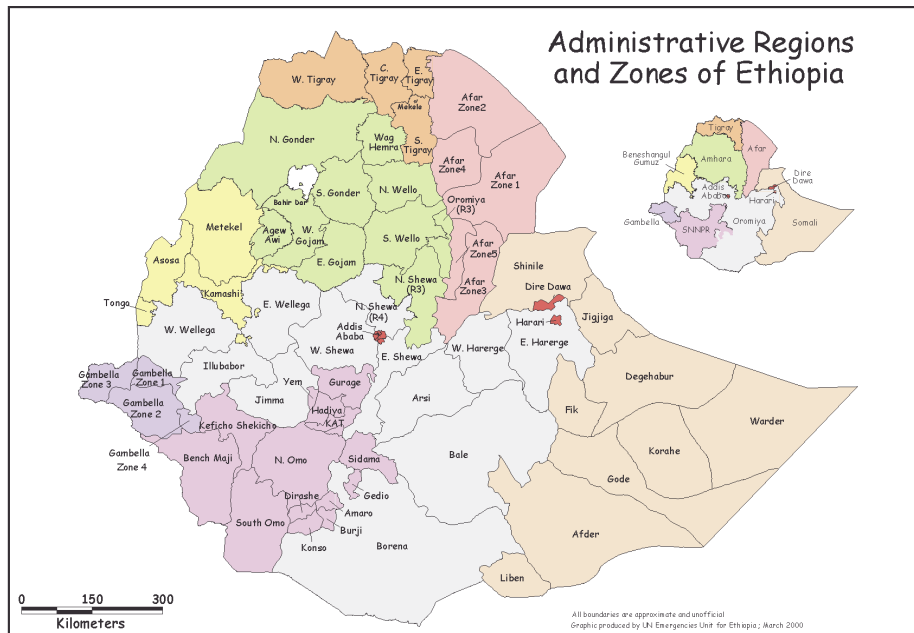 Administrative Regions
and Zones of Ethiopia
W. Tigray
C.
Tigray
E.
Tigray
Mekele
S.
Tigray
Afar
Zone2
N. Gonder
Wag
Hemra
Afar
Zone4
Afar
Zone 1
Bahir Dar
S. Gonder
N. Wello
Oromiya
(R3)
Metekel
Agew
Awi
W.
Gojam
S. Wello
Afar
Zone5
Asosa
E. Gojam
N. Shewa
(R3)
Afar
Zone3
Shinile
Dire Dawa
Tongo
Kamashi
E. Wellega
N. Shewa
(R4)
Addis
Ababa
Harari
Jigjiga
W. Wellega
W. Shewa
E. Shewa
W. Harerge
E. Harerge
Gambella
Zone 3
Gambella
Zone 1
Illubabor
Yem
Gurage
Degehabur
Gambella
Zone 2
Jimma
Hadiya
KAT
Arsi
Fik
Warder
Keficho Shekicho
Gambella
Zone 4
Bench Maji
N. Omo
Sidama
Bale
Korahe
Gode
Dirashe
Gedio
Amaro
Burji
South Omo
Konso
Borena
Afder
Liben
Tigray
Afar
Beneshangul
Gumuz
Amhara
Dire
Dawa
Addis
Ababa
Harari
Gambella
Oromiya
Somali
SNNPR
0 150 300
Kilometers
All boundaries are approximate and unofficial
Graphic produced by UN Emergencies Unit for Ethiopia; March 2000